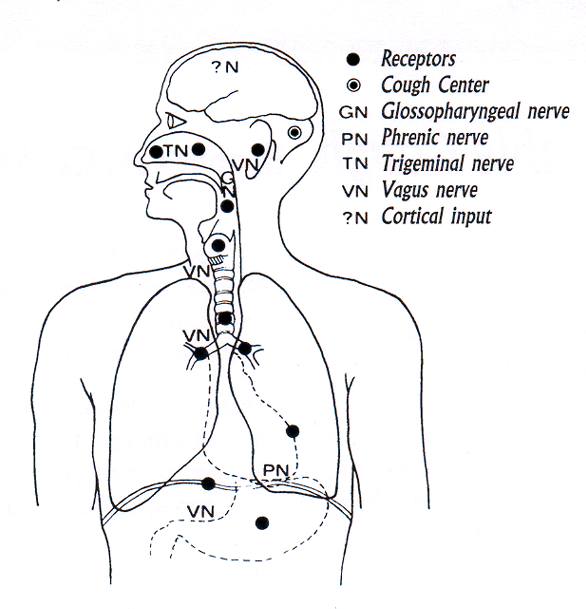 ?N
Receptors
Cough Center
GN Glossopharyngeal nerve
PN Phrenic nerve
TN Trigeminal nerve
VN Vagus nerve
?N Cortical input
TN
VN
G
N
VN
VN
PN
VN